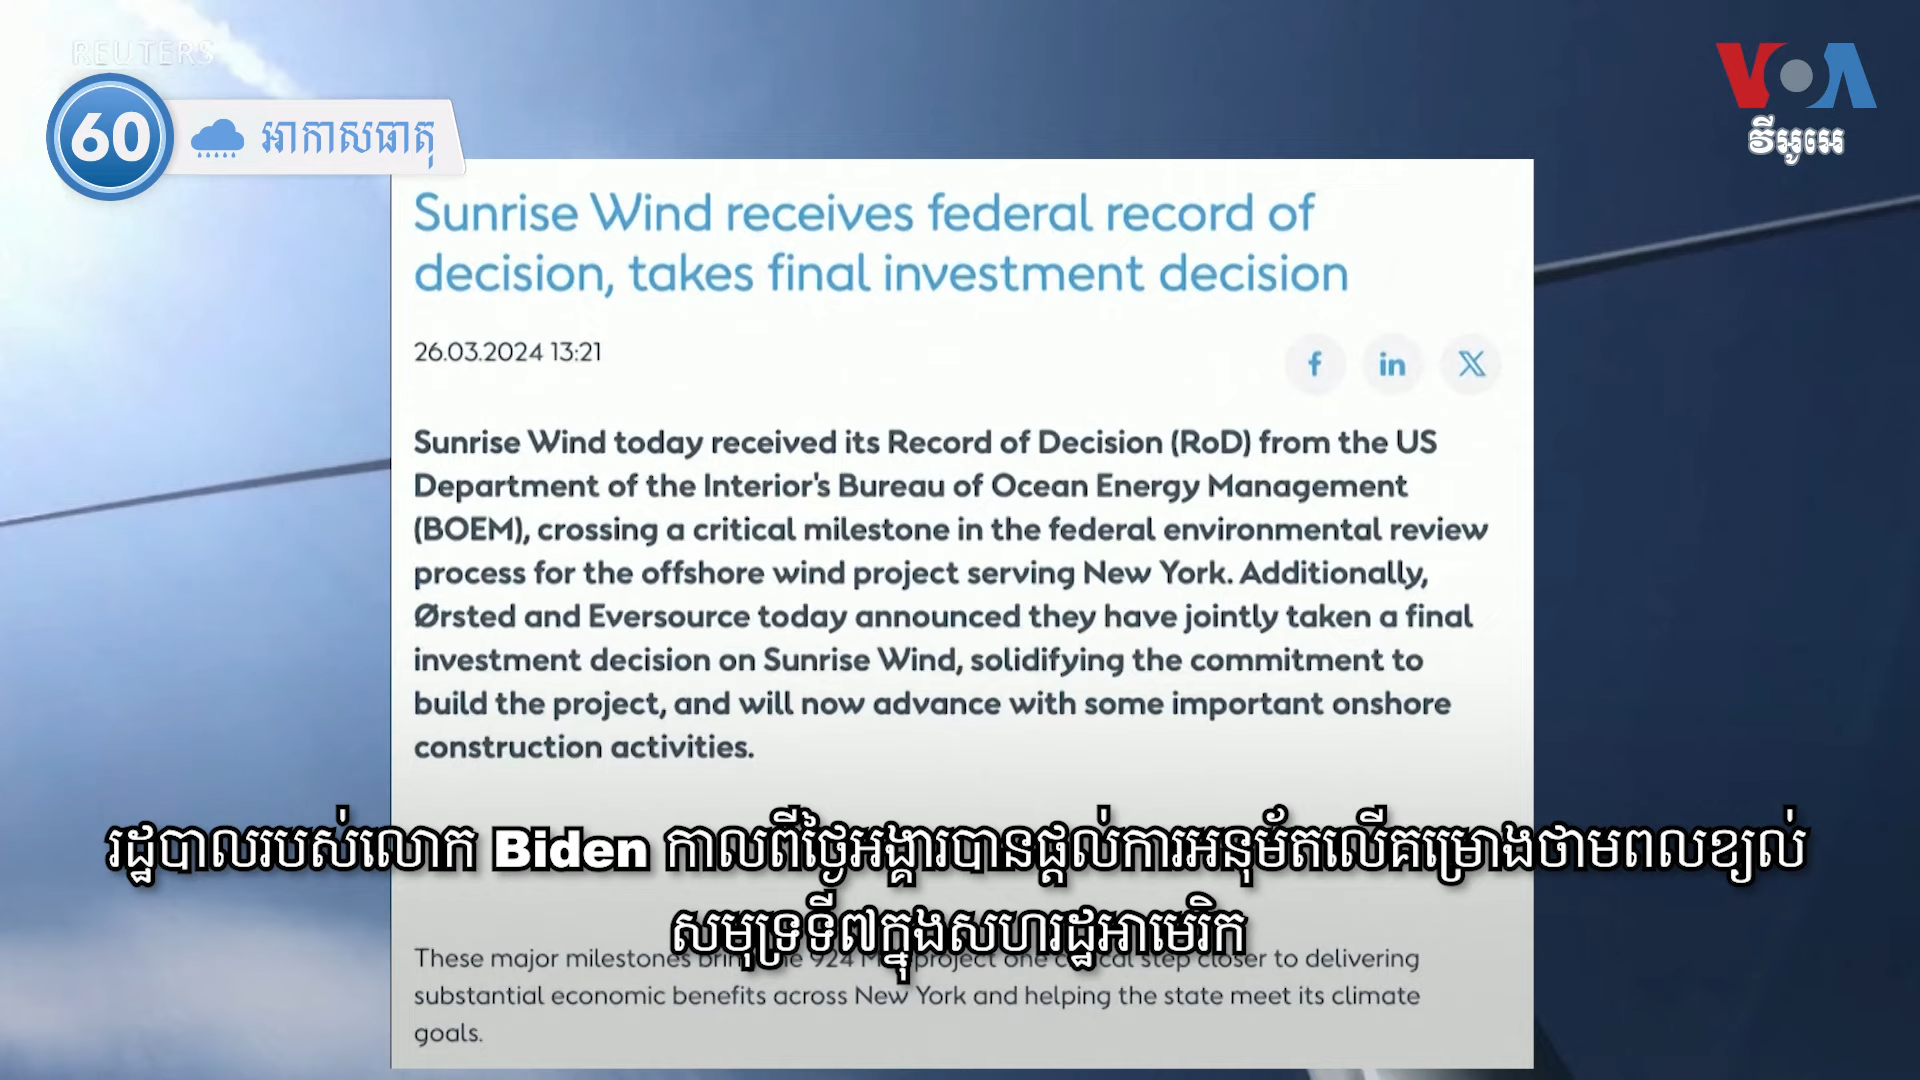 REUTERS
VOA
វីអូអេ
60 អាកាសធាតុ
Sunrise Wind receives federal record of
decision, takes final investment decision
26.03.2024 13:21
f in X
Sunrise Wind today received its Record of Decision (RoD) from the US
Department of the Interior's Bureau of Ocean Energy Management
(BOEM), crossing a critical milestone in the federal environmental review
process for the offshore wind project serving New York. Additionally,
Ørsted and Eversource today announced they have jointly taken a final
investment decision on Sunrise Wind, solidifying the commitment to
build the project, and will now advance with some important onshore
construction activities.
រដ្ឋបាលរបស់លោក Biden កាលពីថ្ងៃអង្គារបានផ្តល់ការអនុម័តលើគម្រោងថាមពលខ្យល់
សមុទ្រទី៧ក្នុងសហរដ្ឋអាមេរិក
These major milestones 924 project one step closer to delivering
substantial economic benefits across New York and helping the state meet its climate
goals.